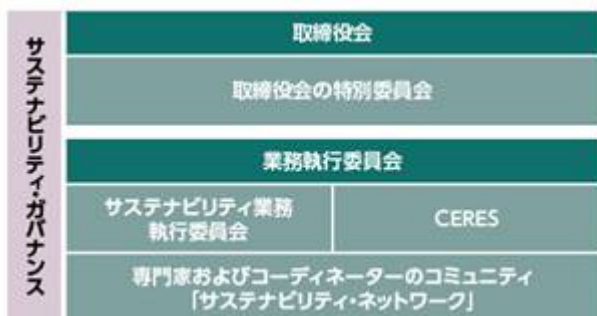 サステナビリティ・ガバナンス
取締役会
取締役会の特別委員会
業務執行委員会
サステナビリティ業務
執行委員会
CERES
専門家およびコーディネーターのコミュニティ
「サステナビリティ・ネットワーク」